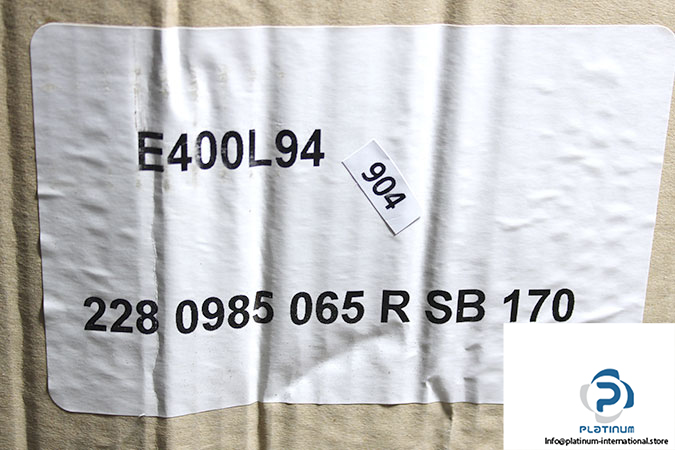 E400L94
904
228 0985 065 R SB 170
PLATINUM
Info@platinum-international.store